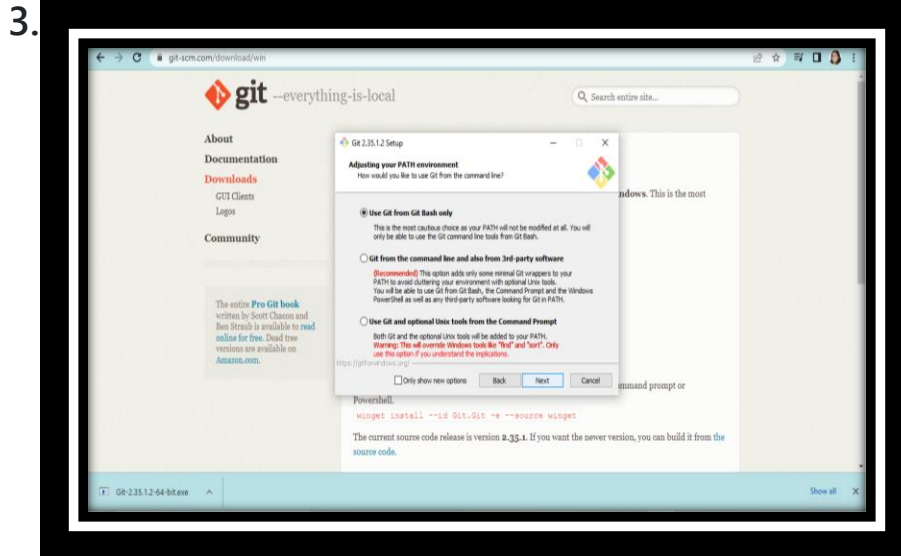 3.
git-scm.com/download/win
git --everything-is-local
Search entire site...
About
Documentation
Downloads
GUI Clients
Logos
Community
The entire Pro Git book
written by Scott Chacon and
Ben Straub is available to read
online for free. Dead tree
versions are available on
Amazon.com.
Git 2.35.1.2 Setup
Adjusting your PATH environment
How would you like to use Git from the command line?
Use Git from Git Bash only
This is the most cautious choice as your PATH will not be modified at all. You will
only be able to use the Git command line tools from Git Bash.
Git from the command line and also from 3rd-party software
(Recommended) This option adds only some minimal Git wrappers to your
PATH to avoid cluttering your environment with optional Unix tools.
You will be able to use Git from Git Bash, the Command Prompt and the Windows
PowerShell as well as any third-party software looking for Git in PATH.
Use Git and optional Unix tools from the Command Prompt
Both Git and the optional Unix tools will be added to your PATH.
Warning: This will override Windows tools like "find" and "sort". Only
use this option if you understand the implications.
https://gitforwindows.org/
Only show new options
Back
Next
Cancel
ndows. This is the most
mmand prompt or
Powershell.
winget install --id Git.Git -e --source winget
The current source code release is version 2.35.1. If you want the newer version, you can build it from the
source code.
Git-2.35.1.2-64-bit.exe
Show all